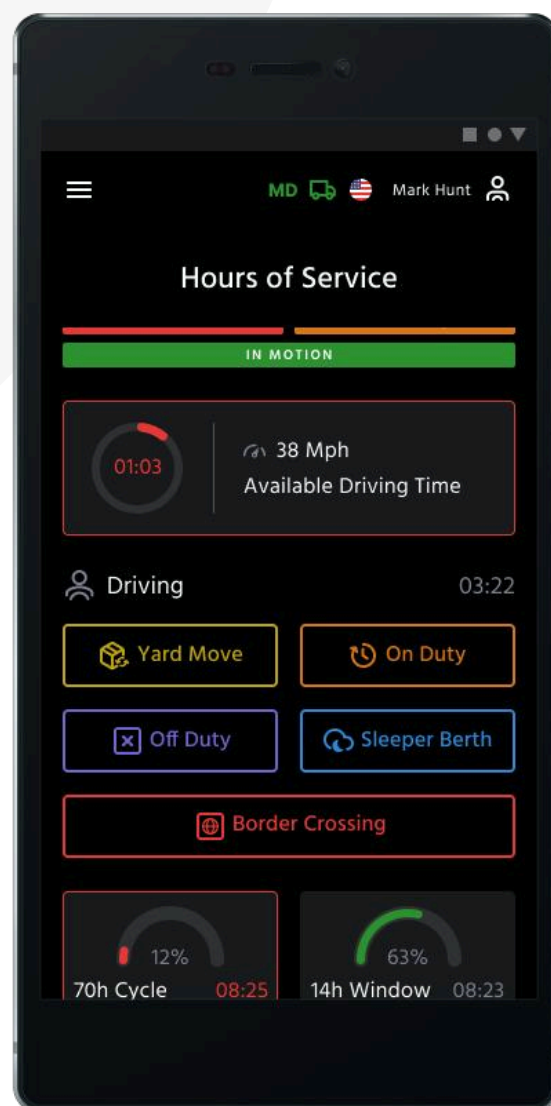 MD Mark Hunt
Hours of Service
IN MOTION
01:03
38 Mph
Available Driving Time
Driving 03:22
Yard Move On Duty
Off Duty Sleeper Berth
Border Crossing
12% 63%
70h Cycle 08:25 14h Window 08:23